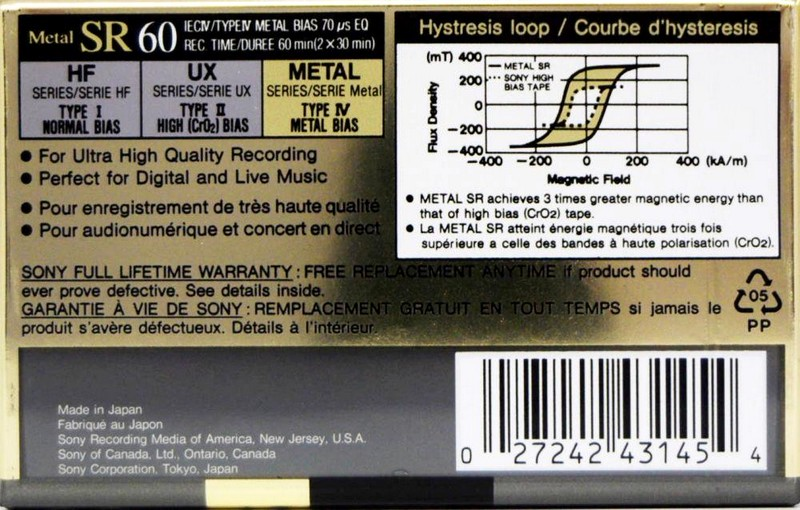 Metal SR 60 IECⅣ/TYPEⅣ METAL BIAS 70 μs EQ
REC. TIME/DUREE 60 min(2×30 min)
HF
SERIES/SERIE HF
TYPE Ⅰ
NORMAL BIAS
UX
SERIES/SERIE UX
TYPE Ⅱ
HIGH (CrO₂) BIAS
METAL
SERIES/SERIE Metal
TYPE Ⅳ
METAL BIAS
● For Ultra High Quality Recording
● Perfect for Digital and Live Music
● Pour enregistrement de très haute qualité
● Pour audionumérique et concert en direct
Hystresis loop / Courbe d'hysteresis
(mT) 400
200
0
−200
−400
Flux Density
METAL SR
SONY HIGH
BIAS TAPE
−400 −200 0 200 400 (kA/m)
Magnetic Field
● METAL SR achieves 3 times greater magnetic energy than
that of high bias (CrO₂) tape.
● La METAL SR atteint énergie magnétique trois fois
supérieure a celle des bandes à haute polarisation (CrO₂).
SONY FULL LIFETIME WARRANTY : FREE REPLACEMENT ANYTIME if product should
ever prove defective. See details inside.
GARANTIE À VIE DE SONY : REMPLACEMENT GRATUIT EN TOUT TEMPS si jamais le
produit s'avère défectueux. Détails à l'intérieur.
05
PP
Made in Japan
Fabriqué au Japon
Sony Recording Media of America, New Jersey, U.S.A.
Sony of Canada, Ltd., Ontario, Canada
Sony Corporation, Tokyo, Japan
0 27242 43145 4